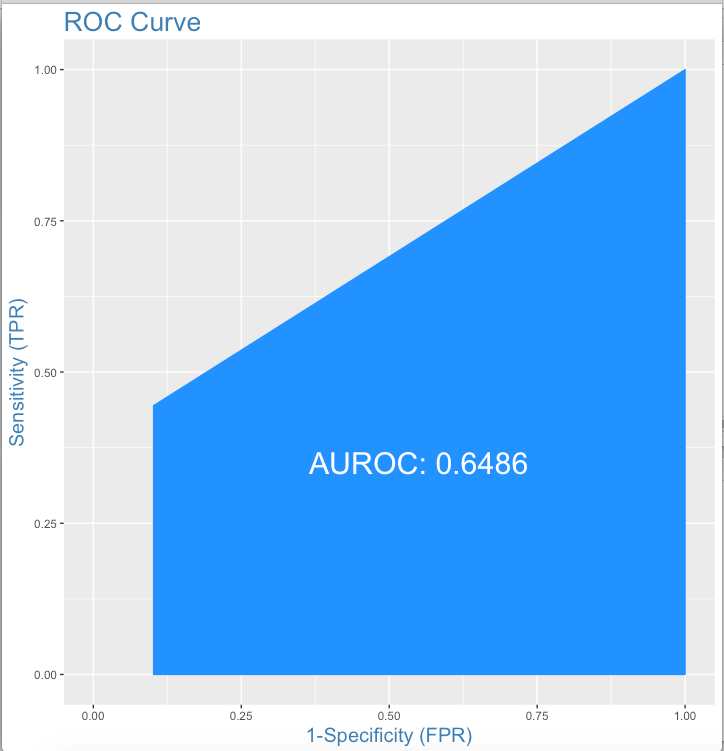 ROC Curve
1.00
0.75
0.50
0.25
0.00
Sensitivity (TPR)
AUROC: 0.6486
0.00
0.25
0.50
0.75
1.00
1-Specificity (FPR)